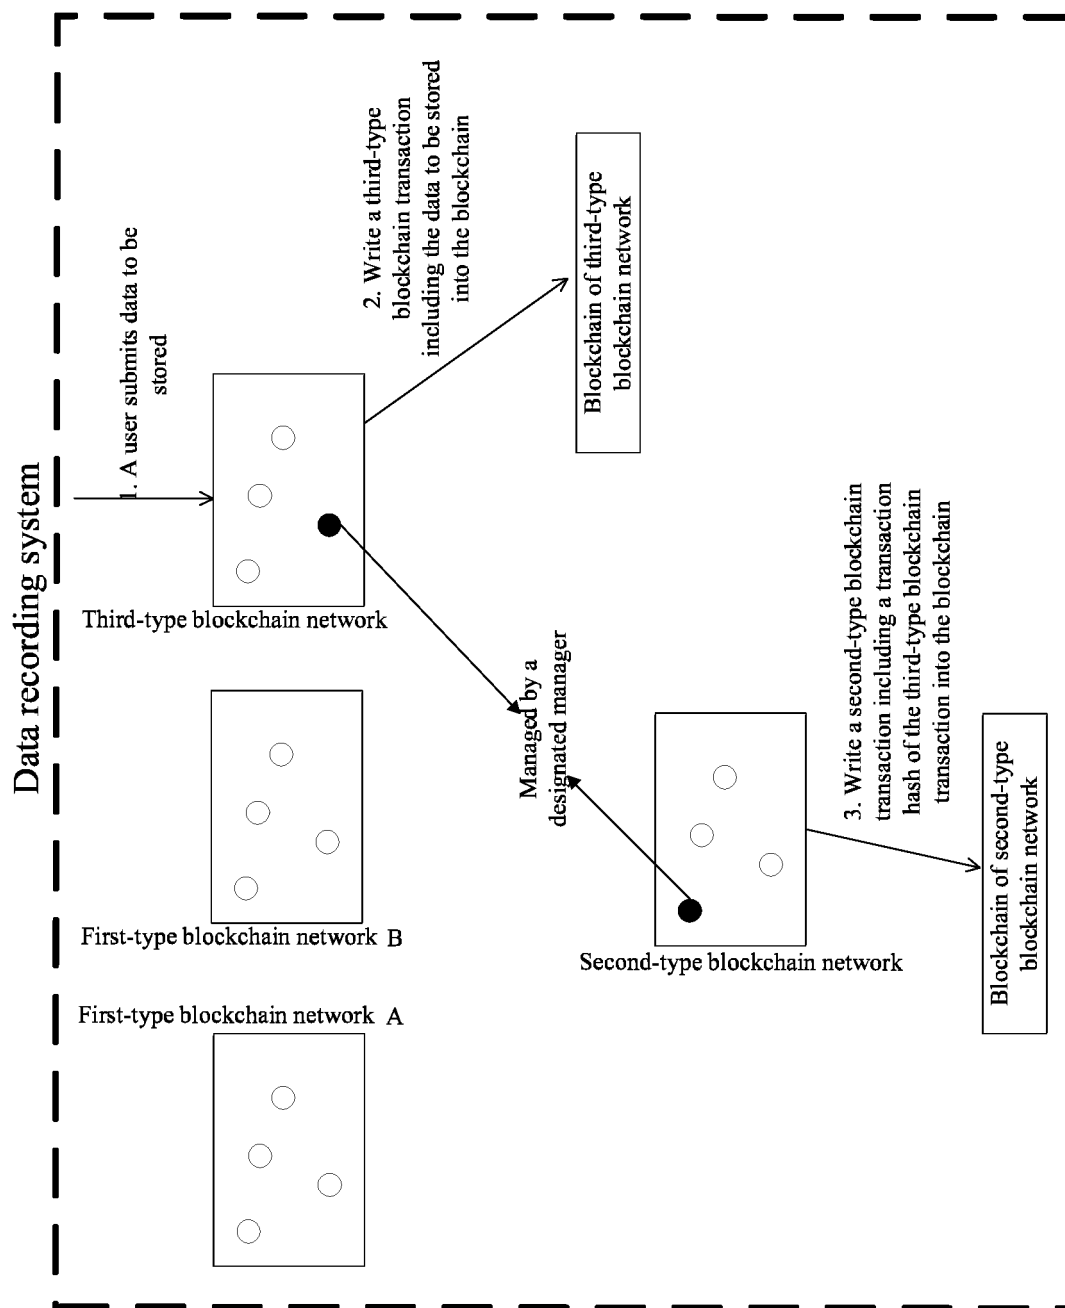 Data recording system
1. A user submits data to be
stored
2. Write a third-type
blockchain transaction
including the data to be stored
into the blockchain
Blockchain of third-type
blockchain network
Third-type blockchain network
First-type blockchain network B
First-type blockchain network A
Managed by a
designated manager
Second-type blockchain network
3. Write a second-type blockchain
transaction including a transaction
hash of the third-type blockchain
transaction into the blockchain
Blockchain of second-type
blockchain network